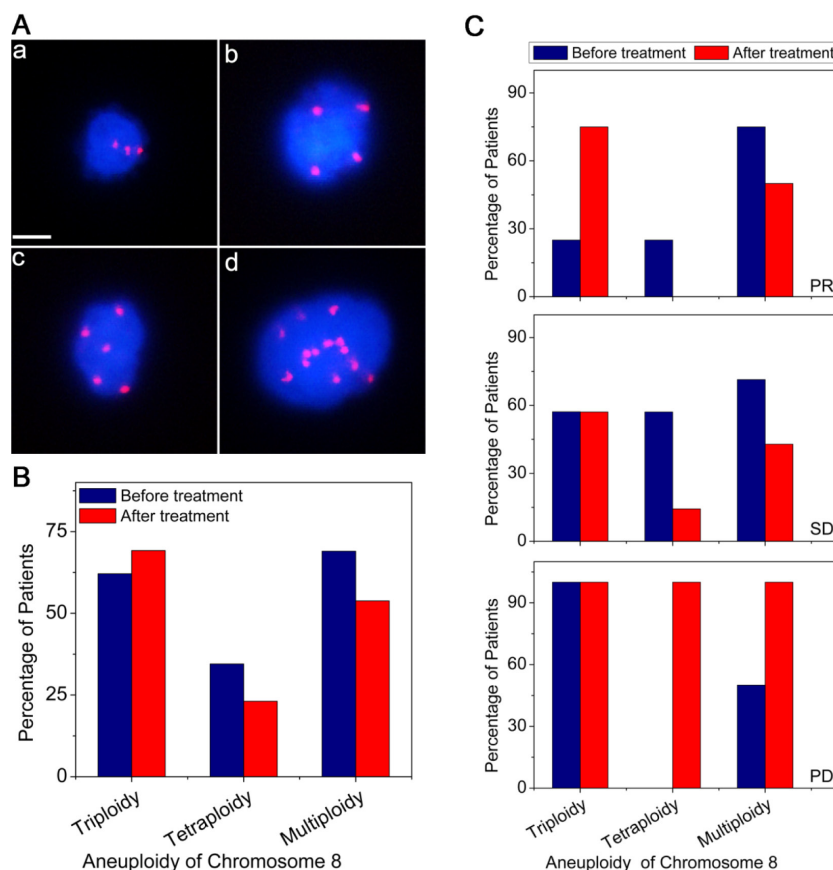 A
a
b
c
d
B
Before treatment
After treatment
Percentage of Patients
75
50
25
0
Triploidy
Tetraploidy
Multiploidy
Aneuploidy of Chromosome 8
C
Before treatment
After treatment
Percentage of Patients
90
60
30
0
PR
Percentage of Patients
90
60
30
0
SD
Percentage of Patients
90
60
30
0
PD
Triploidy
Tetraploidy
Multiploidy
Aneuploidy of Chromosome 8